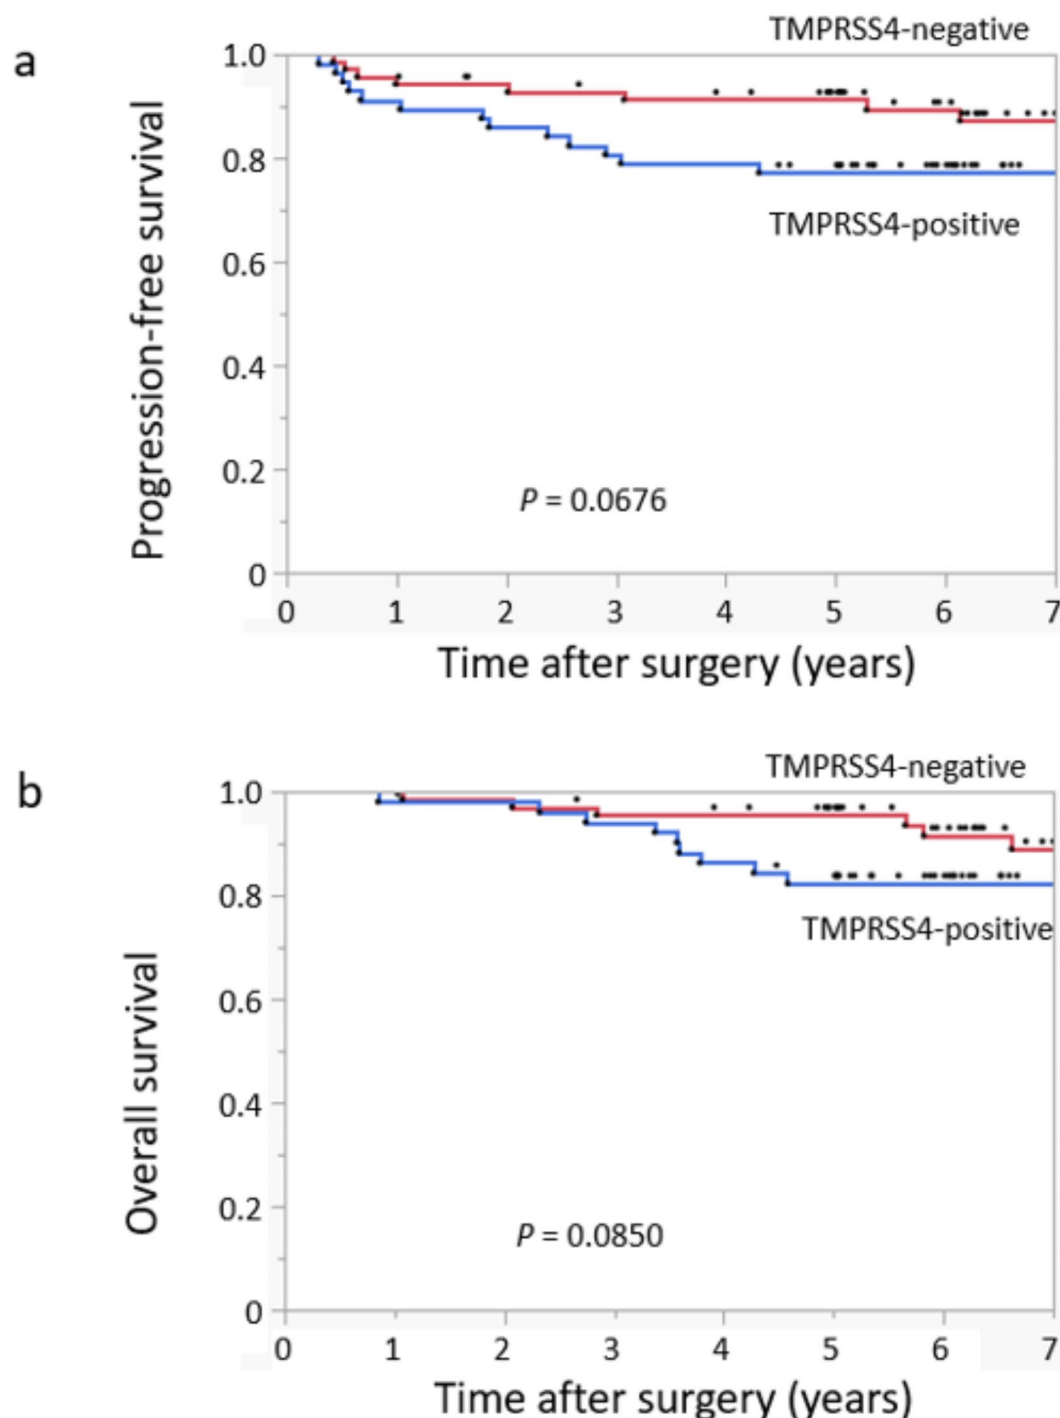 a
TMPRSS4-negative
1.0
0.8
0.6
0.4
0.2
0
Progression-free survival
TMPRSS4-positive
P = 0.0676
0 1 2 3 4 5 6 7
Time after surgery (years)
b
TMPRSS4-negative
1.0
0.8
0.6
0.4
0.2
0
Overall survival
TMPRSS4-positive
P = 0.0850
0 1 2 3 4 5 6 7
Time after surgery (years)